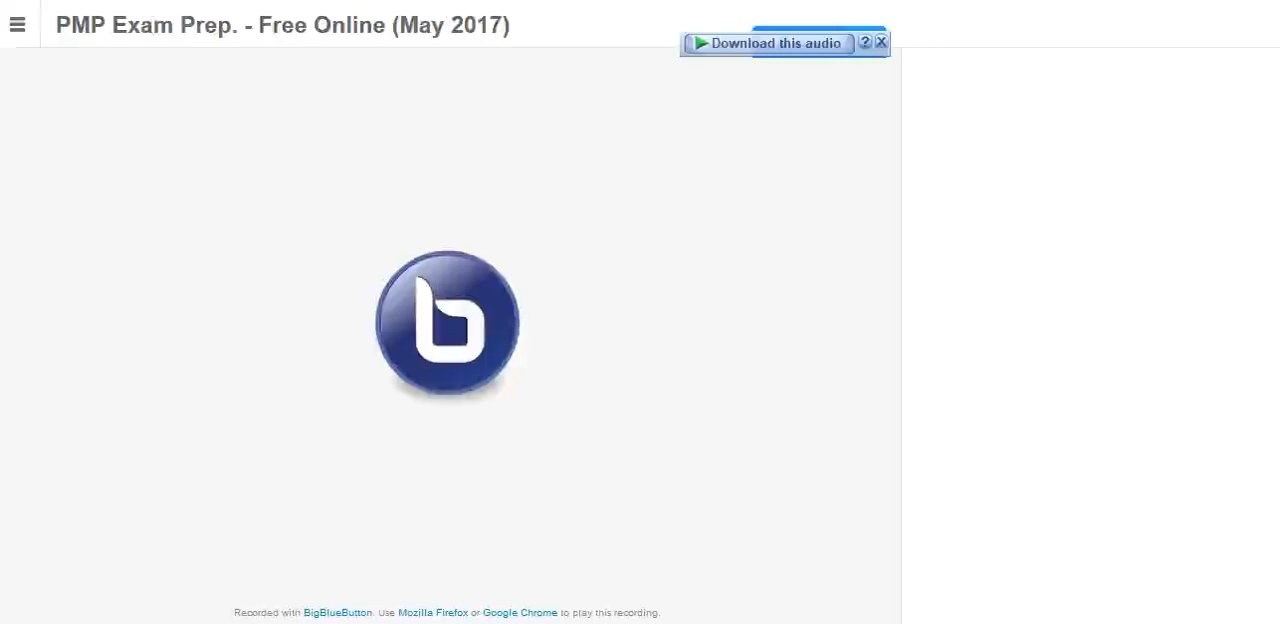 PMP Exam Prep. - Free Online (May 2017)
Download this audio ? X
b
Recorded with BigBlueButton. Use Mozilla Firefox or Google Chrome to play this recording.